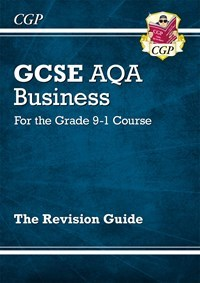 CGP
GCSE AQA
Business
For the Grade 9-1 Course
CGP
The Revision Guide